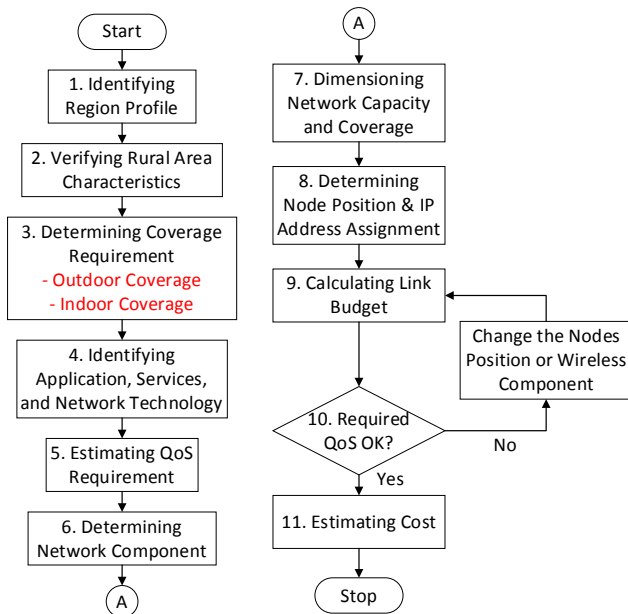 Start
1. Identifying
Region Profile
2. Verifying Rural Area
Characteristics
3. Determining Coverage
Requirement
- Outdoor Coverage
- Indoor Coverage
4. Identifying
Application, Services,
and Network Technology
5. Estimating QoS
Requirement
6. Determining
Network Component
A
A
7. Dimensioning
Network Capacity
and Coverage
8. Determining
Node Position & IP
Address Assignment
9. Calculating Link
Budget
Change the Nodes
Position or Wireless
Component
10. Required
QoS OK?
No
Yes
11. Estimating Cost
Stop